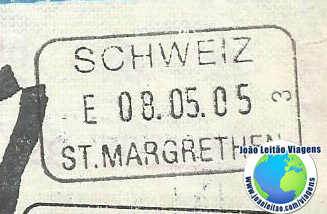 SCHWEIZ
E 08.05.05 3
ST. MARGRETHEN
João Leitão Viagens
www.joaoleitao.com/viagens